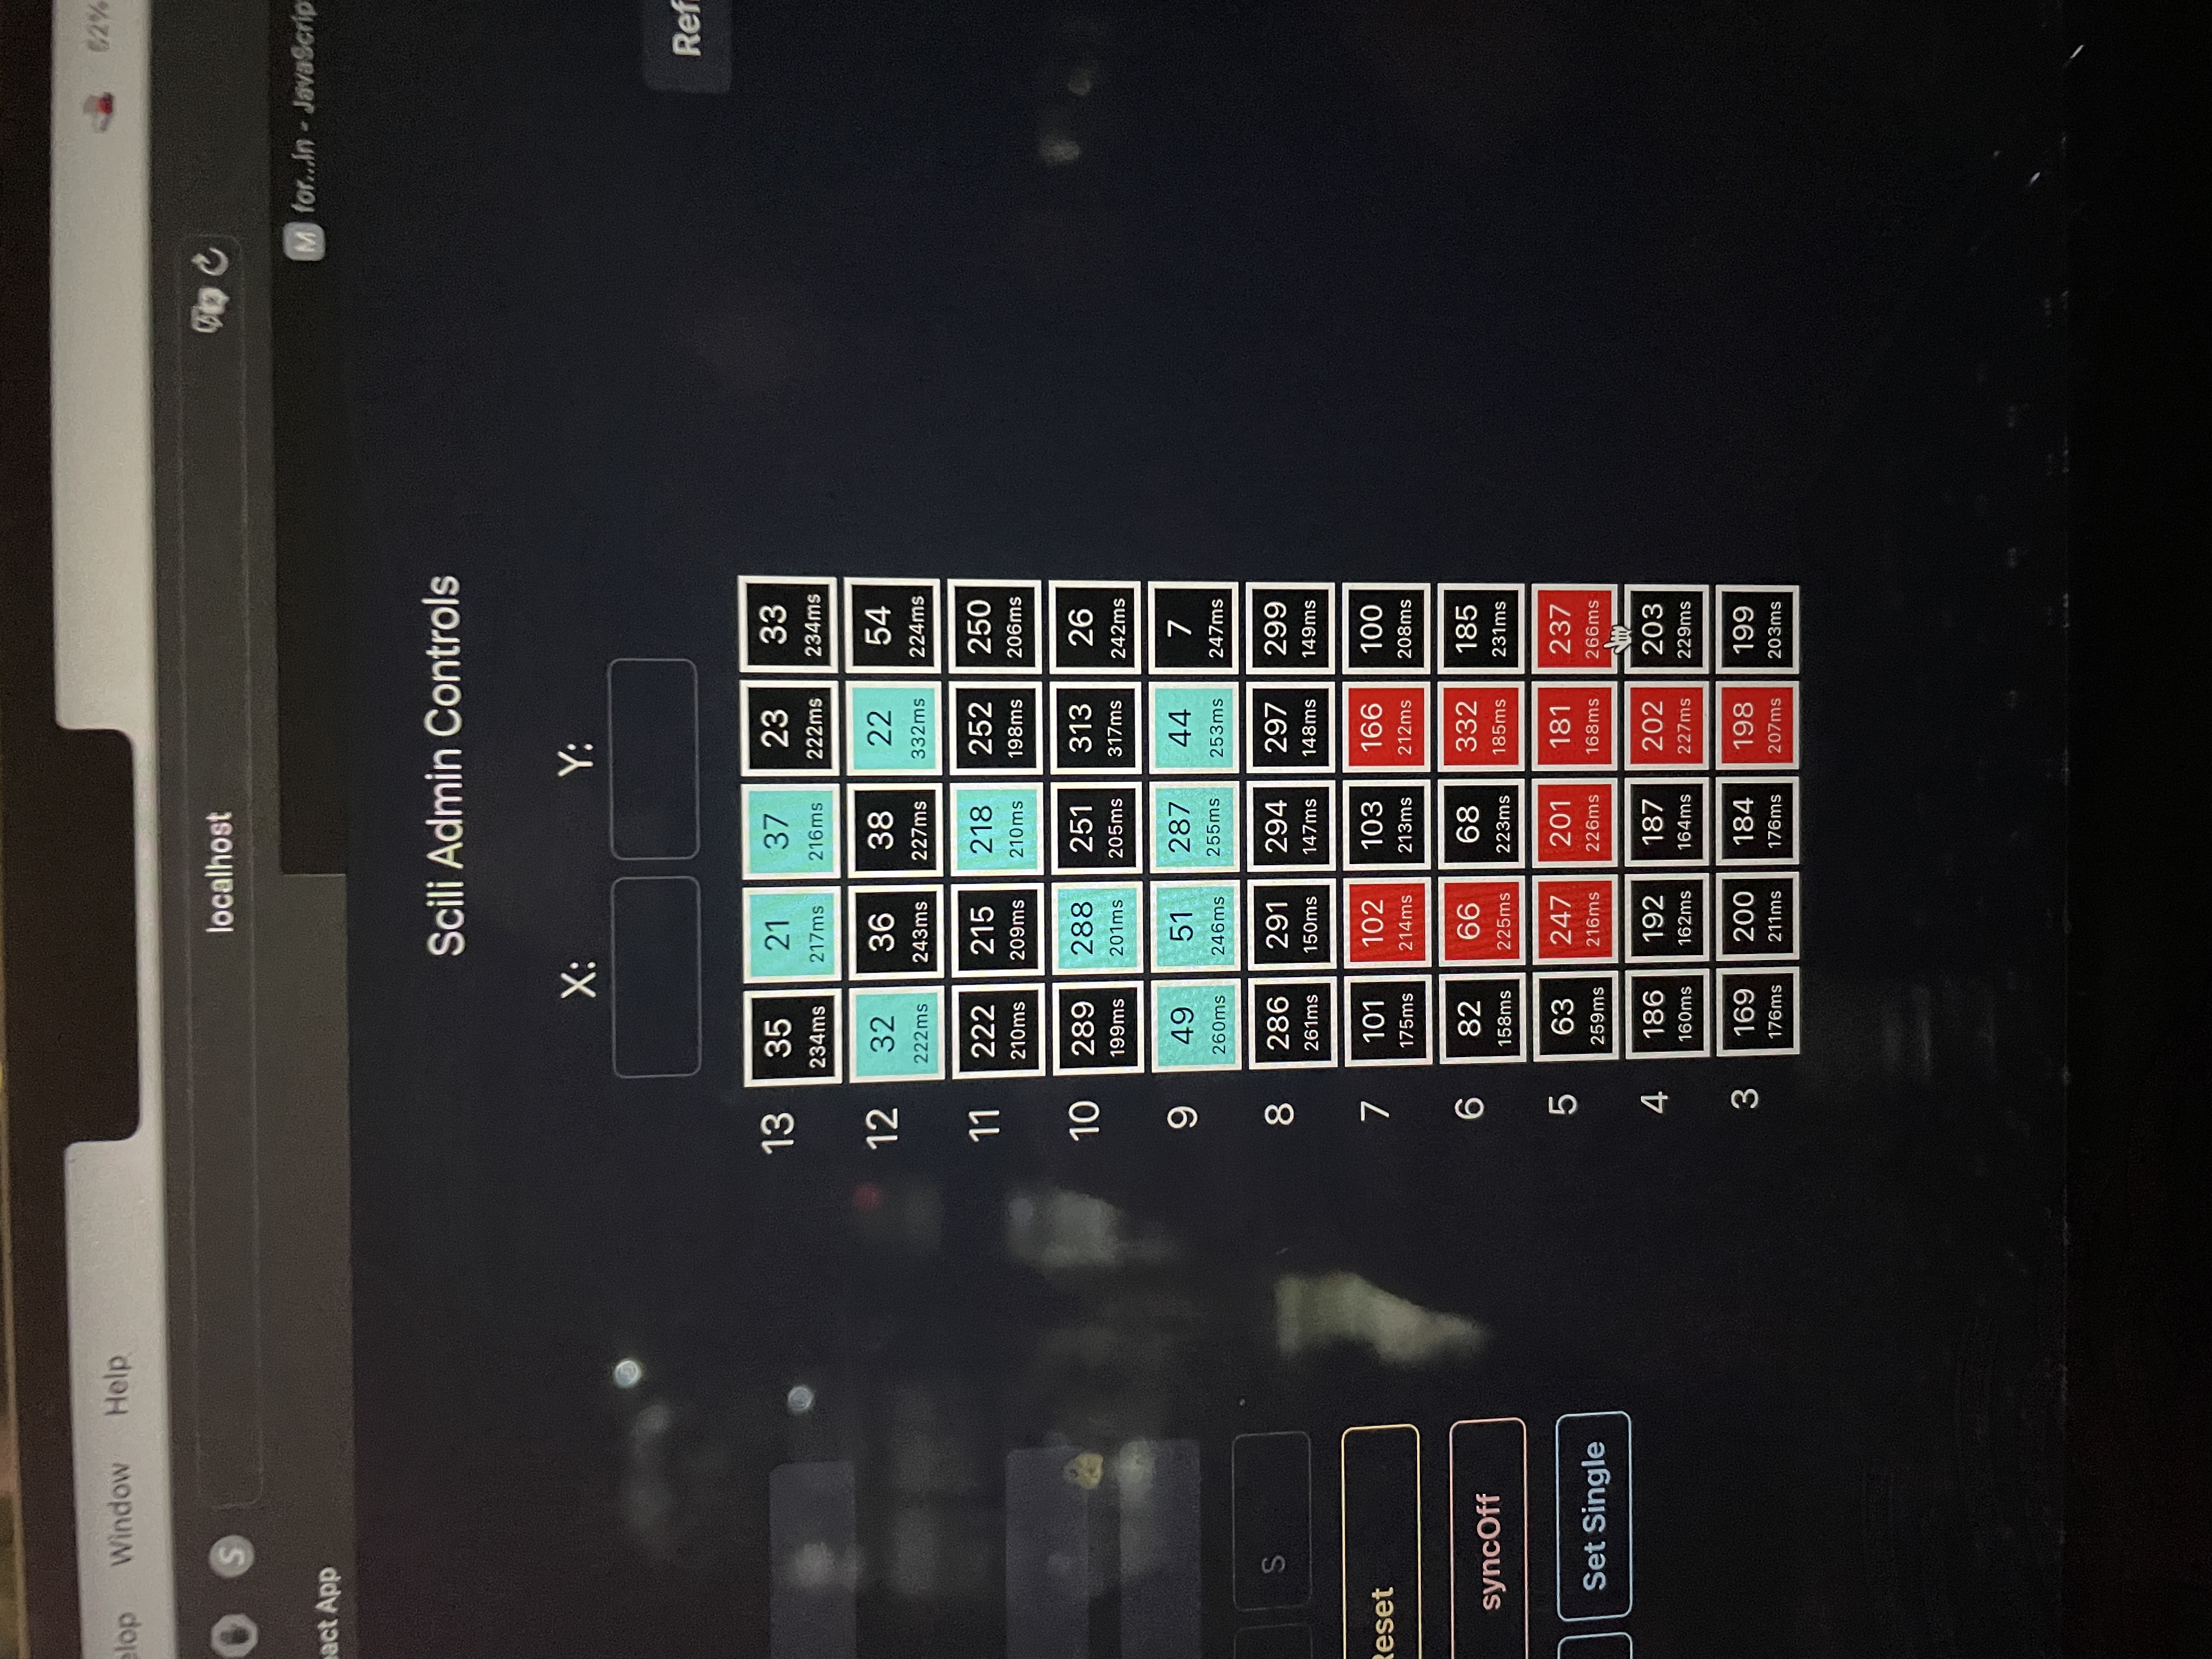 Window Help
62%
S localhost
act App
M for...in - JavaScrip
Scili Admin Controls
X: Y:
Ref
13 35 21 37 23 33
234ms 217ms 216ms 222ms 234ms
12 32 36 38 22 54
222ms 243ms 227ms 332ms 224ms
11 222 215 218 252 250
210ms 209ms 210ms 198ms 206ms
10 289 288 251 313 26
199ms 201ms 205ms 317ms 242ms
9 49 51 287 44 7
260ms 246ms 255ms 253ms 247ms
S
8 286 291 294 297 299
261ms 150ms 147ms 148ms 149ms
Reset
7 101 102 103 166 100
175ms 214ms 213ms 212ms 208ms
syncOff
6 82 66 68 332 185
158ms 225ms 223ms 185ms 231ms
Set Single
5 63 247 201 181 237
259ms 216ms 226ms 168ms 266ms
4 186 192 187 202 203
160ms 162ms 164ms 227ms 229ms
3 169 200 184 198 199
176ms 211ms 176ms 207ms 203ms